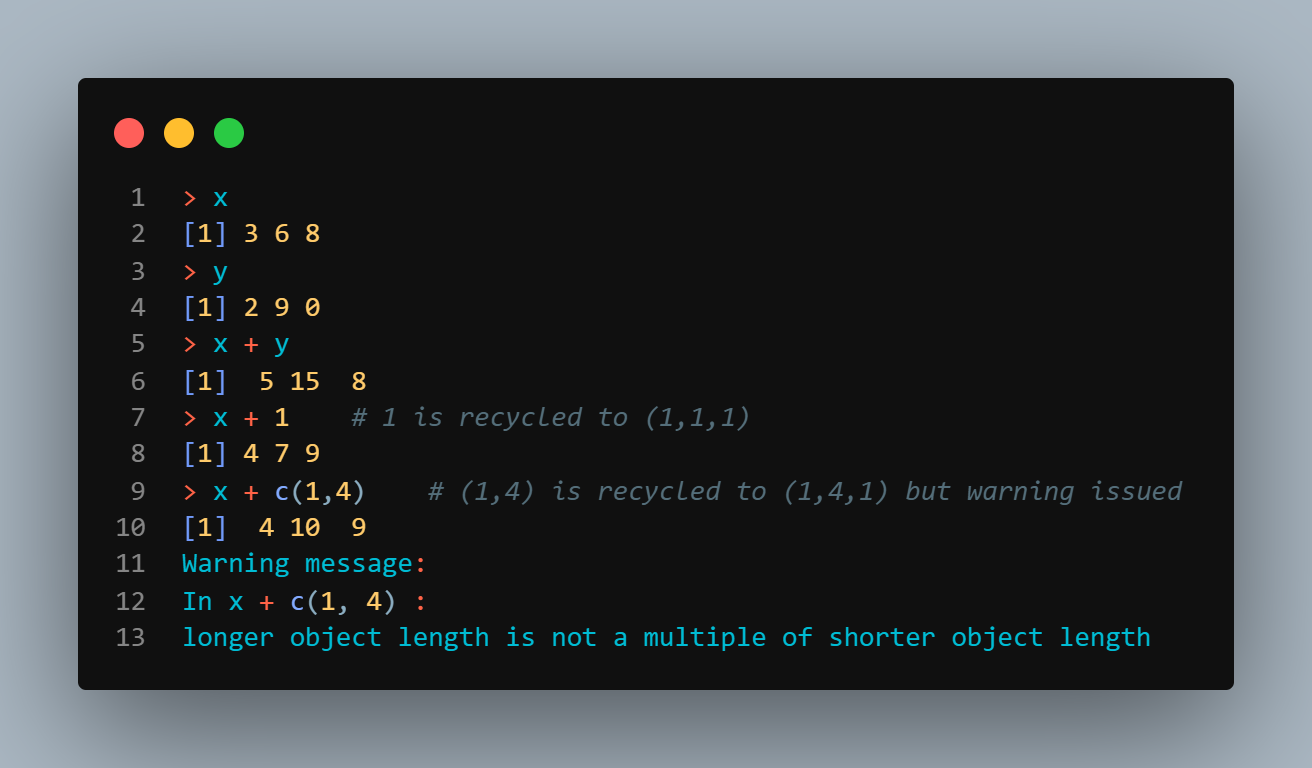 1 > x
2 [1] 3 6 8
3 > y
4 [1] 2 9 0
5 > x + y
6 [1]  5 15  8
7 > x + 1    # 1 is recycled to (1,1,1)
8 [1] 4 7 9
9 > x + c(1,4)    # (1,4) is recycled to (1,4,1) but warning issued
10 [1]  4 10  9
11 Warning message:
12 In x + c(1, 4) :
13 longer object length is not a multiple of shorter object length